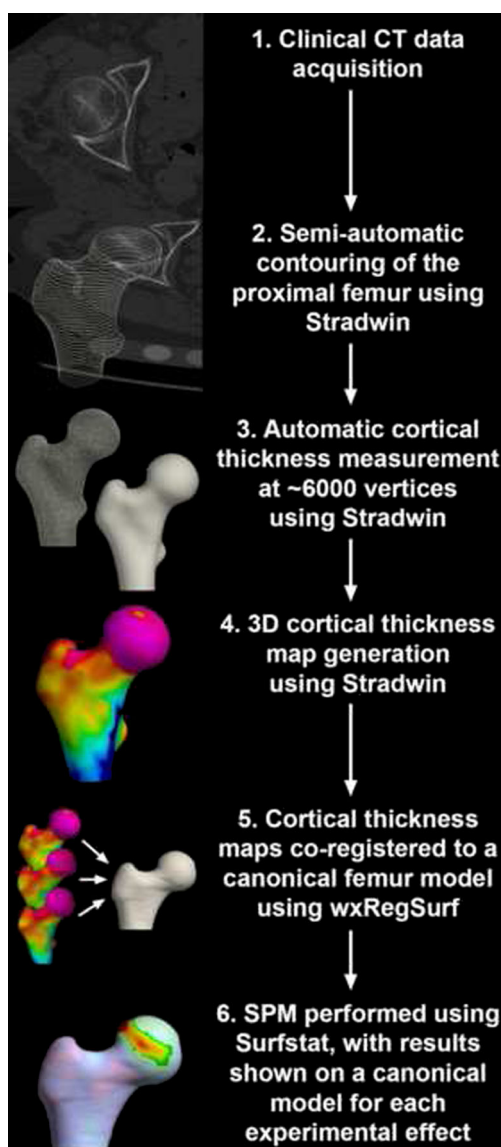 1. Clinical CT data
acquisition
2. Semi-automatic
contouring of the
proximal femur using
Stradwin
3. Automatic cortical
thickness measurement
at ~6000 vertices
using Stradwin
4. 3D cortical thickness
map generation
using Stradwin
5. Cortical thickness
maps co-registered to a
canonical femur model
using wxRegSurf
6. SPM performed using
Surfstat, with results
shown on a canonical
model for each
experimental effect